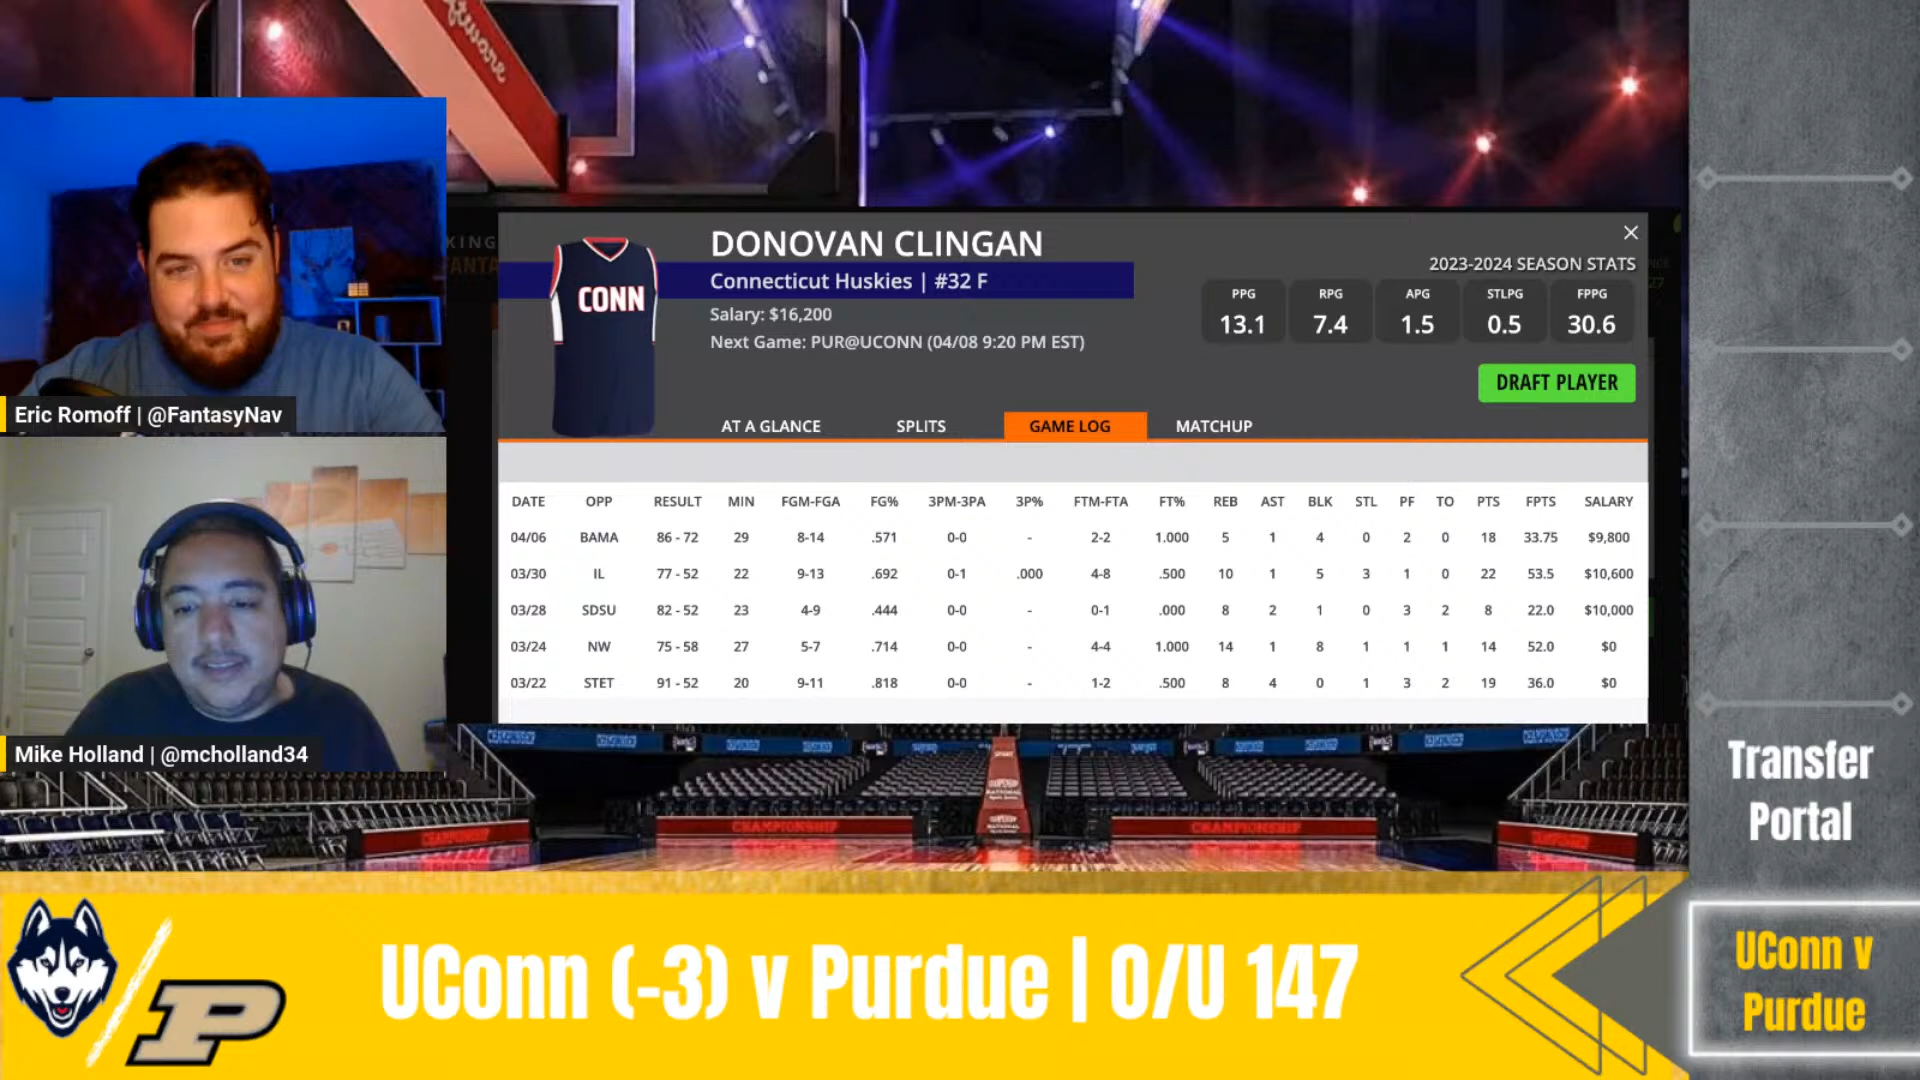 ftware
Eric Romoff | @FantasyNav
Mike Holland | @mcholland34
CONN
DONOVAN CLINGAN
Connecticut Huskies | #32 F
Salary: $16,200
Next Game: PUR@UCONN (04/08 9:20 PM EST)
2023-2024 SEASON STATS
PPG RPG APG STLPG FPPG
13.1 7.4 1.5 0.5 30.6
DRAFT PLAYER
AT A GLANCE SPLITS GAME LOG MATCHUP
DATE OPP RESULT MIN FGM-FGA FG% 3PM-3PA 3P% FTM-FTA FT% REB AST BLK STL PF TO PTS FPTS SALARY
04/06 BAMA 86 - 72 29 8-14 .571 0-0 - 2-2 1.000 5 1 4 0 2 0 18 33.75 $9,800
03/30 IL 77 - 52 22 9-13 .692 0-1 .000 4-8 .500 10 1 5 3 1 0 22 53.5 $10,600
03/28 SDSU 82 - 52 23 4-9 .444 0-0 - 0-1 .000 8 2 1 0 3 2 8 22.0 $10,000
03/24 NW 75 - 58 27 5-7 .714 0-0 - 4-4 1.000 14 1 8 1 1 1 14 52.0 $0
03/22 STET 91 - 52 20 9-11 .818 0-0 - 1-2 .500 8 4 0 1 3 2 19 36.0 $0
CHAMPIONSHIP
CHAMPIONSHIP
Transfer
Portal
P
UConn (-3) v Purdue | O/U 147
UConn v
Purdue